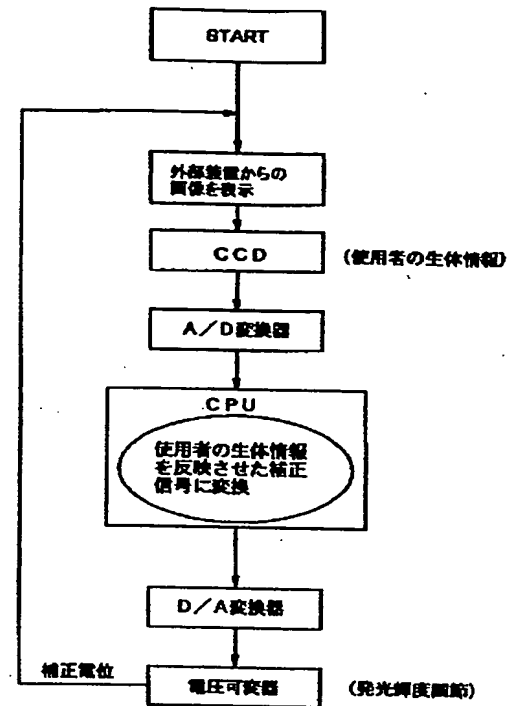 START
外部装置からの
画像を表示
CCD
(使用者の生体情報)
A/D変換器
CPU
使用者の生体情報
を反映させた補正
信号に変換
D/A変換器
補正電位
電圧可変器
(発光輝度調節)